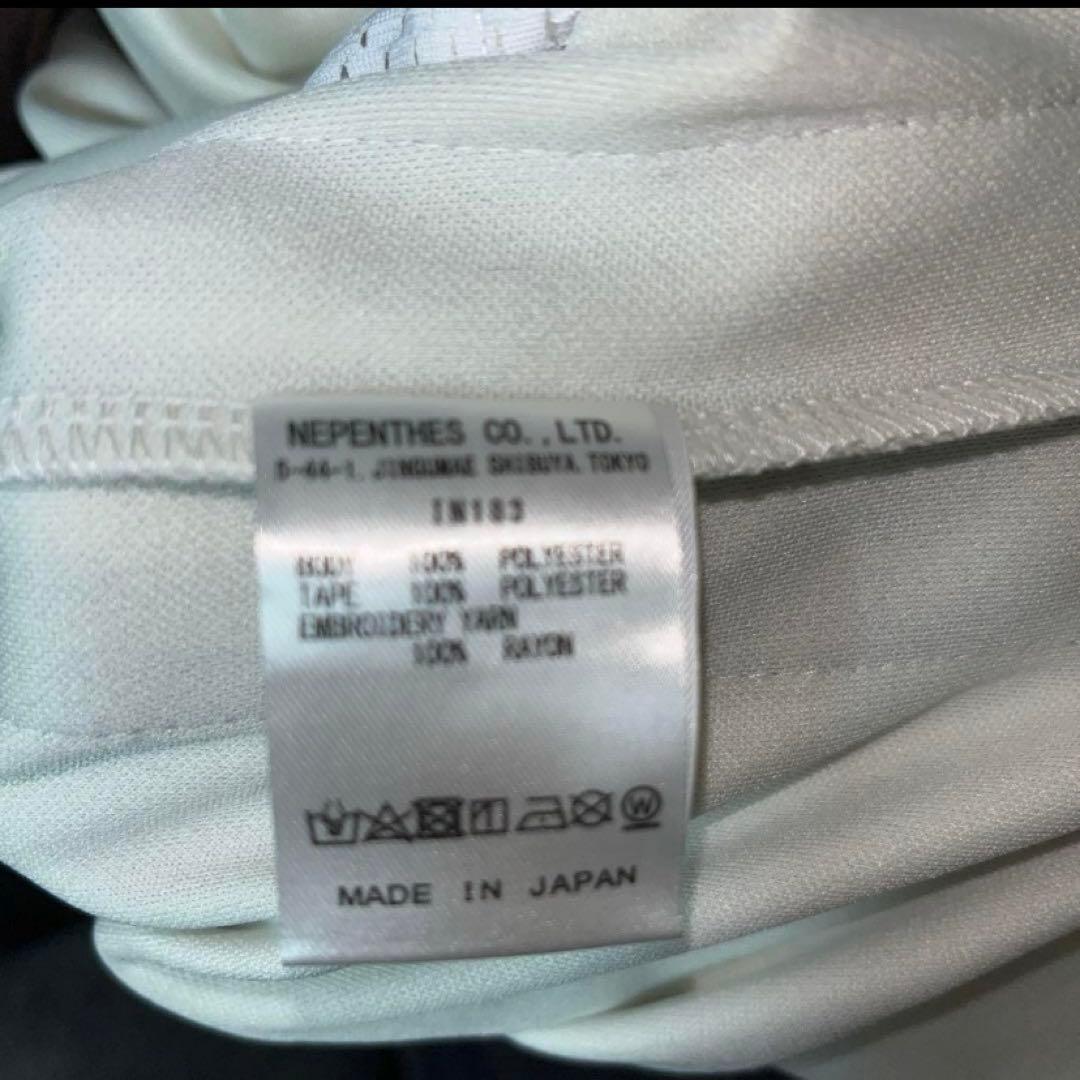 NEPENTHES CO.,LTD.
5-44-1, JINGUMAE SHIBUYA, TOKYO
BODY 100% POLYESTER
TAPE 100% POLYESTER
EMBROIDERY YARN
100% RAYON
W
MADE IN JAPAN